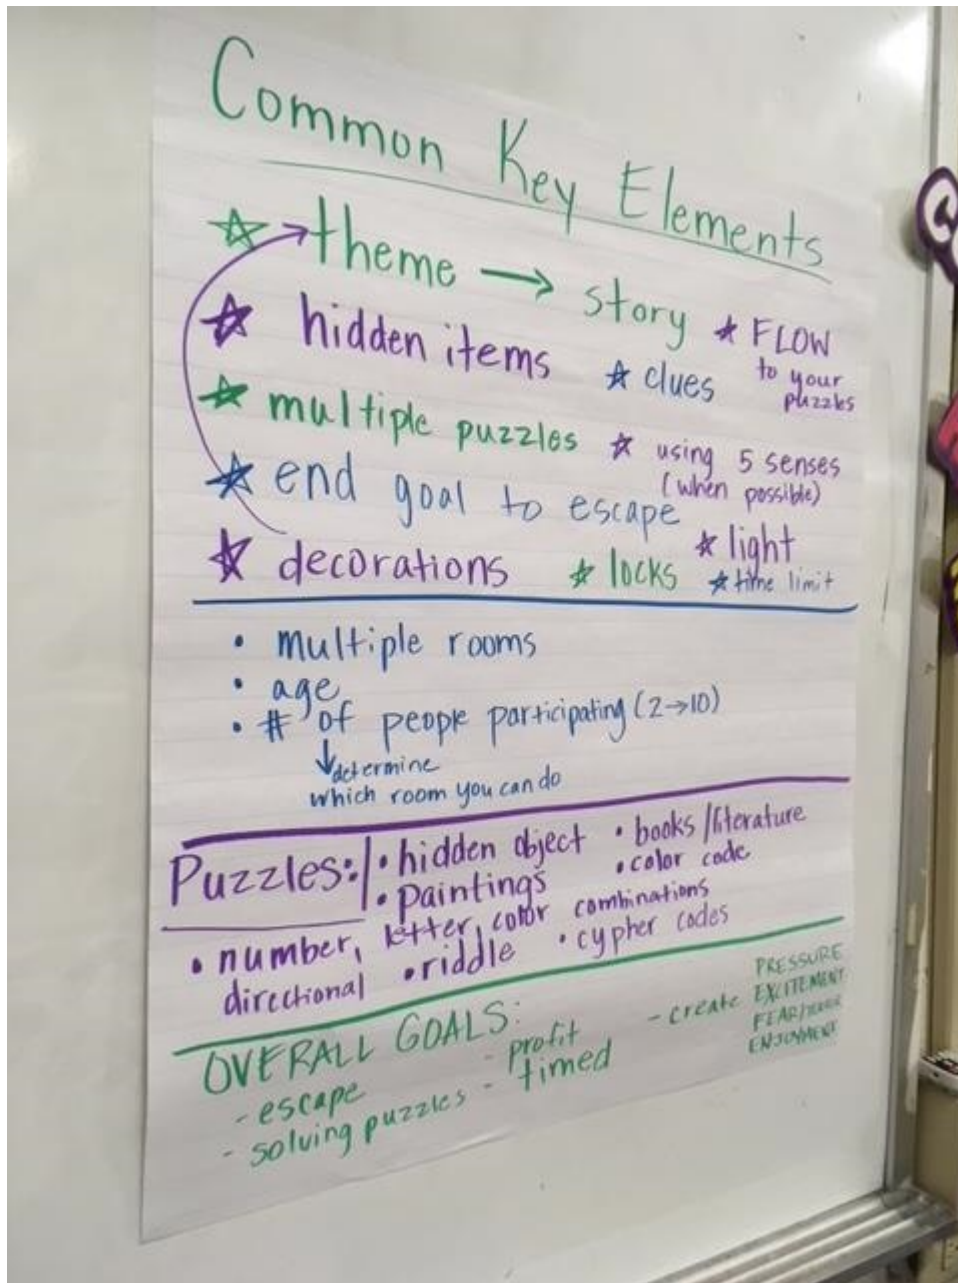 Common Key Elements
theme → story
hidden items
multiple puzzles
end goal to escape
decorations
FLOW
to your
puzzles
clues
using 5 senses
(when possible)
locks
light
time limit
• multiple rooms
• age
• # of people participating (2→10)
determine
which room you can do
Puzzles:
• hidden object
• books/literature
• paintings
• color code
• number, letter, color combinations
directional
• riddle
• cypher codes
OVERALL GOALS:
- escape
- solving puzzles
- profit
- timed
- create PRESSURE
EXCITEMENT
FEAR/
ENJOYMENT